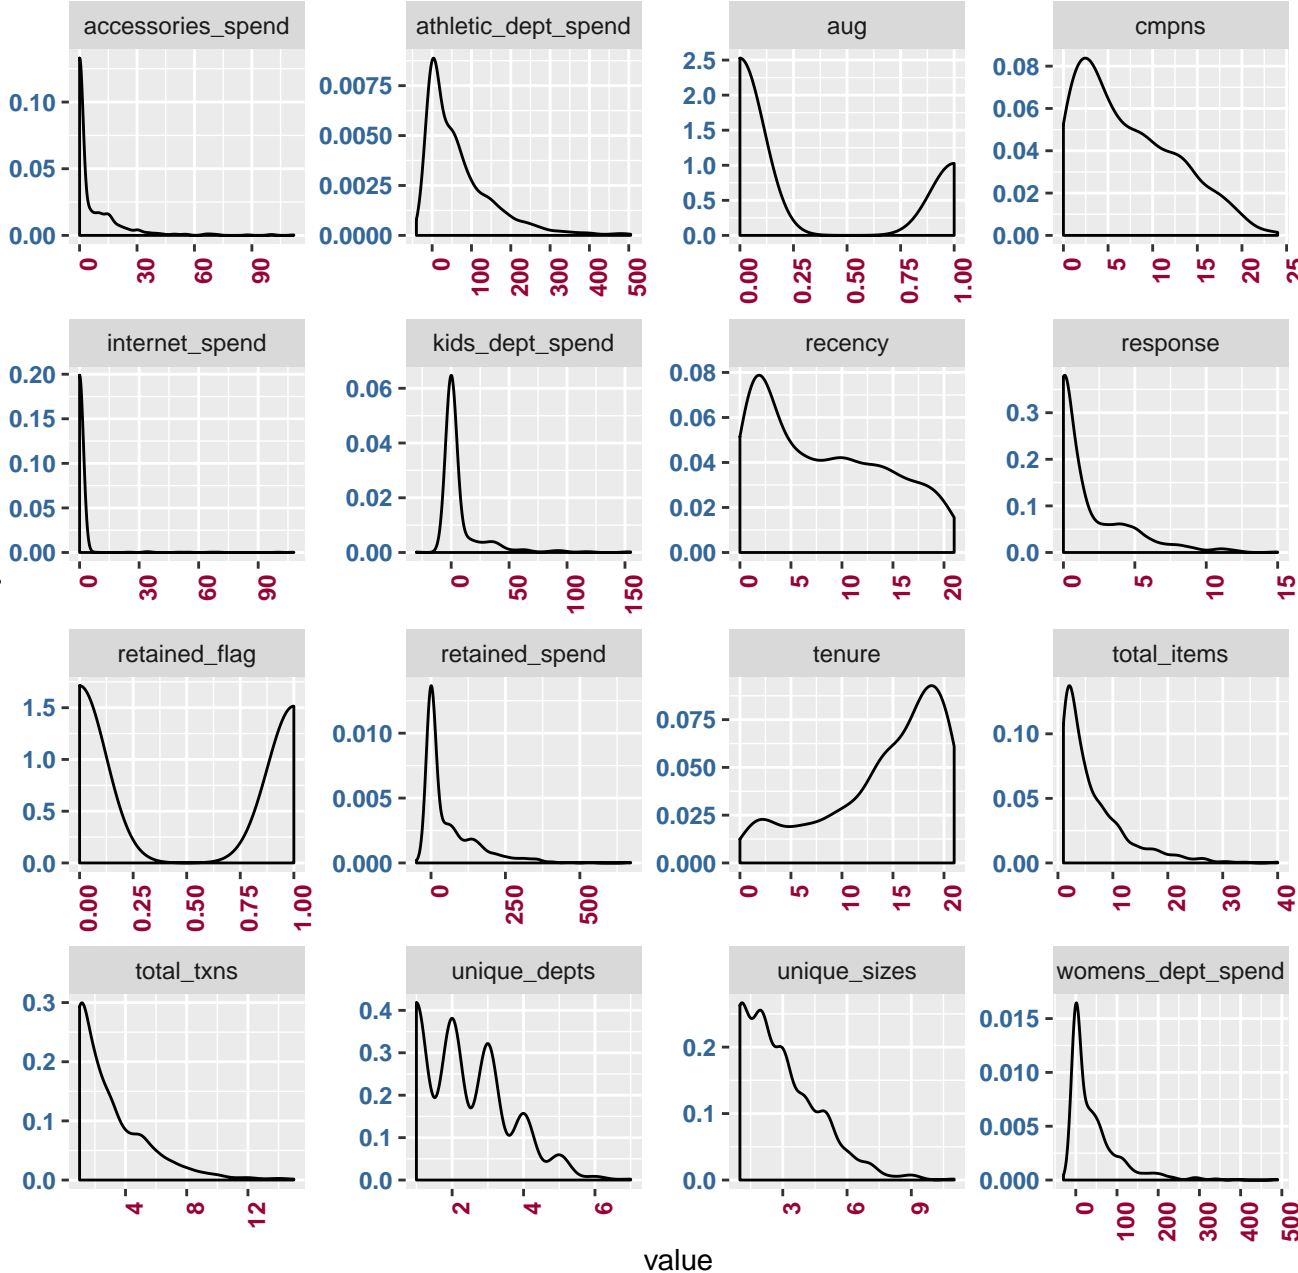 accessories_spend athletic_dept_spend aug cmpns
0.10 0.05 0.00
0 30 60 90
0.0075 0.0050 0.0025 0.0000
0 100 200 300 400 500
2.5 2.0 1.5 1.0 0.5 0.0
0.00 0.25 0.50 0.75 1.00
0.08 0.06 0.04 0.02 0.00
0 5 10 15 20 25
internet_spend kids_dept_spend recency response
0.20 0.15 0.10 0.05 0.00
0 30 60 90
0.06 0.04 0.02 0.00
0 50 100 150
0.08 0.06 0.04 0.02 0.00
0 5 10 15 20
0.3 0.2 0.1 0.0
0 5 10 15
retained_flag retained_spend tenure total_items
1.5 1.0 0.5 0.0
0.00 0.25 0.50 0.75 1.00
0.010 0.005 0.000
0 250 500
0.075 0.050 0.025 0.000
0 5 10 15 20
0.10 0.05 0.00
0 10 20 30 40
total_txns unique_depts unique_sizes womens_dept_spend
0.3 0.2 0.1 0.0
4 8 12
0.4 0.3 0.2 0.1 0.0
2 4 6
0.2 0.1 0.0
3 6 9
0.015 0.010 0.005 0.000
0 100 200 300 400 500
value